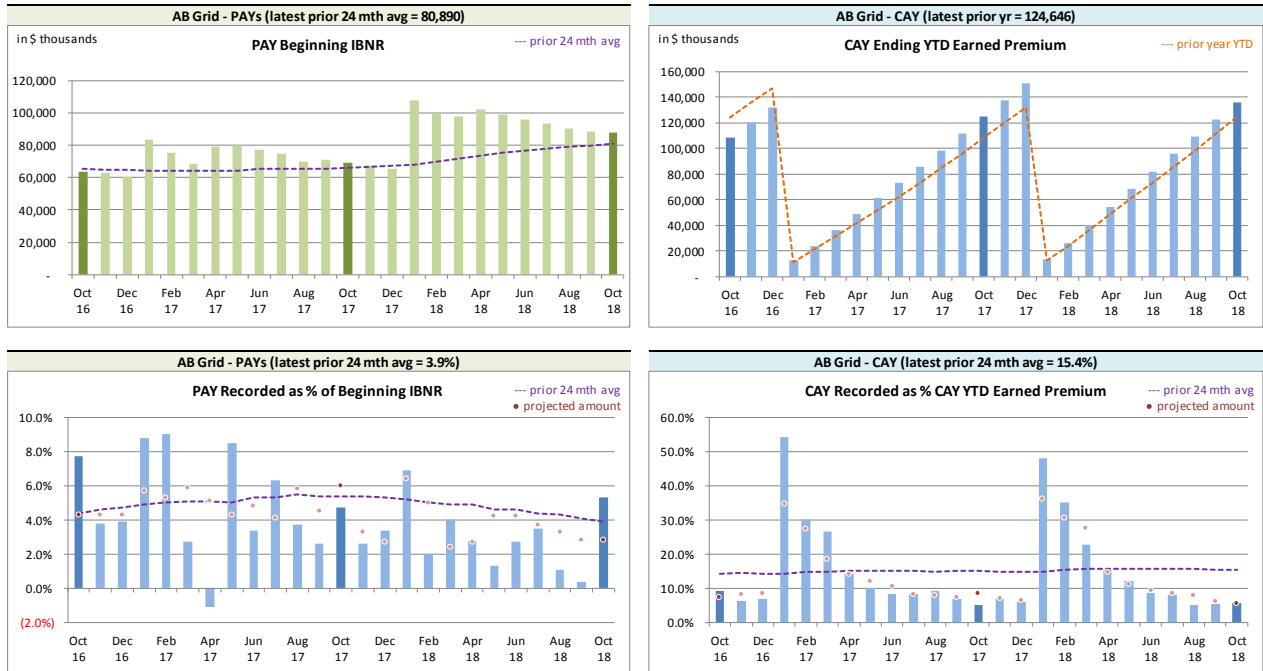 AB Grid - PAYs (latest prior 24 mth avg = 80,890)
in $ thousands
PAY Beginning IBNR
--- prior 24 mth avg
120,000
100,000
80,000
60,000
40,000
20,000
-
Oct 16 Dec 16 Feb 17 Apr 17 Jun 17 Aug 17 Oct 17 Dec 17 Feb 18 Apr 18 Jun 18 Aug 18 Oct 18
AB Grid - CAY (latest prior yr = 124,646)
in $ thousands
CAY Ending YTD Earned Premium
--- prior year YTD
160,000
140,000
120,000
100,000
80,000
60,000
40,000
20,000
-
Oct 16 Dec 16 Feb 17 Apr 17 Jun 17 Aug 17 Oct 17 Dec 17 Feb 18 Apr 18 Jun 18 Aug 18 Oct 18
AB Grid - PAYs (latest prior 24 mth avg = 3.9%)
PAY Recorded as % of Beginning IBNR
--- prior 24 mth avg
• projected amount
10.0%
8.0%
6.0%
4.0%
2.0%
0.0%
(2.0%)
Oct 16 Dec 16 Feb 17 Apr 17 Jun 17 Aug 17 Oct 17 Dec 17 Feb 18 Apr 18 Jun 18 Aug 18 Oct 18
AB Grid - CAY (latest prior 24 mth avg = 15.4%)
CAY Recorded as % CAY YTD Earned Premium
--- prior 24 mth avg
• projected amount
60.0%
50.0%
40.0%
30.0%
20.0%
10.0%
0.0%
Oct 16 Dec 16 Feb 17 Apr 17 Jun 17 Aug 17 Oct 17 Dec 17 Feb 18 Apr 18 Jun 18 Aug 18 Oct 18